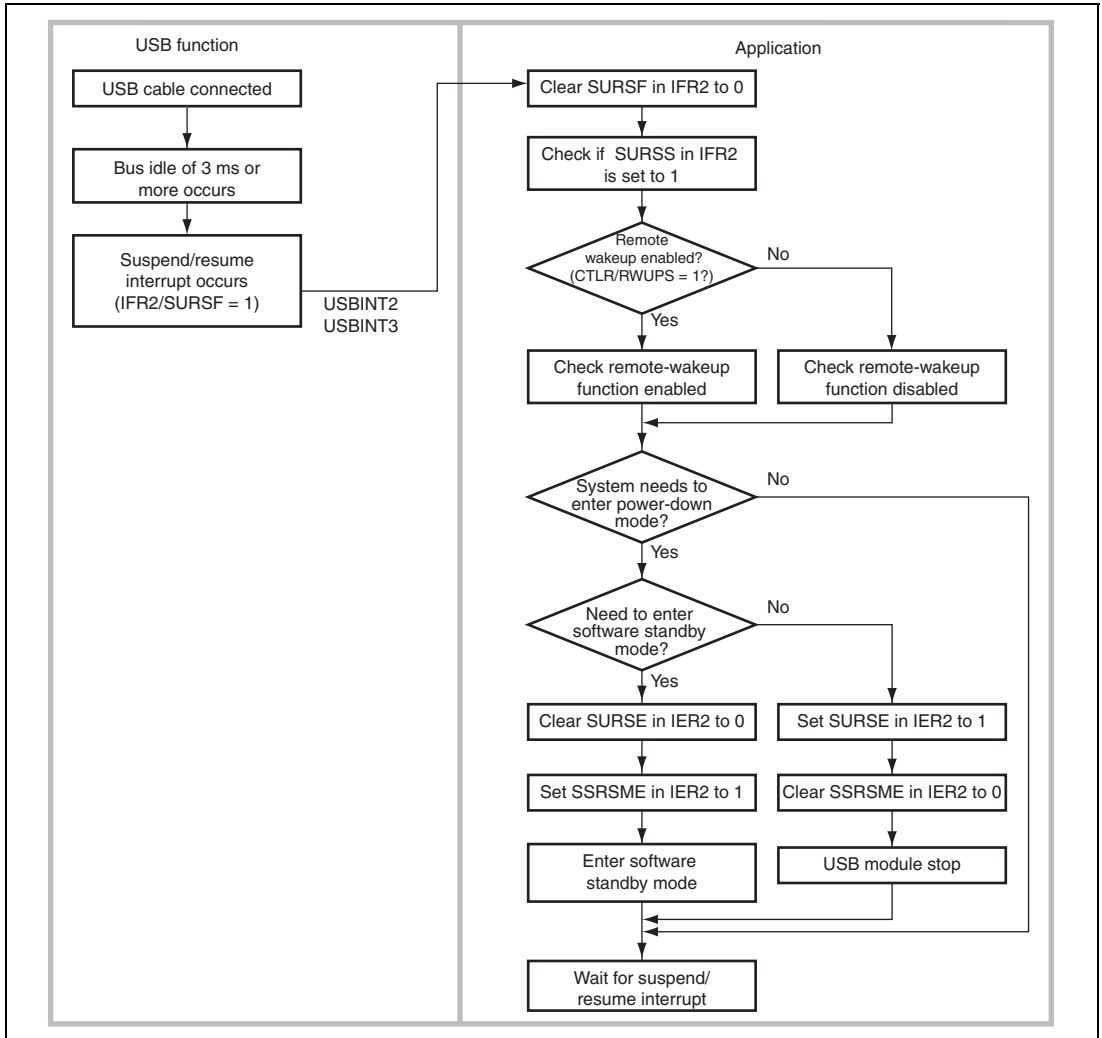 USB function
USB cable connected
Bus idle of 3 ms or
more occurs
Suspend/resume
interrupt occurs
(IFR2/SURSF = 1)
USBINT2
USBINT3
Application
Clear SURSF in IFR2 to 0
Check if SURSS in IFR2
is set to 1
Remote
wakeup enabled?
(CTLR/RWUPS = 1?)
No
Yes
Check remote-wakeup
function enabled
Check remote-wakeup
function disabled
System needs to
enter power-down
mode?
No
Yes
Need to enter
software standby
mode?
No
Yes
Clear SURSE in IER2 to 0
Set SURSE in IER2 to 1
Set SSRSME in IER2 to 1
Clear SSRSME in IER2 to 0
Enter software
standby mode
USB module stop
Wait for suspend/
resume interrupt